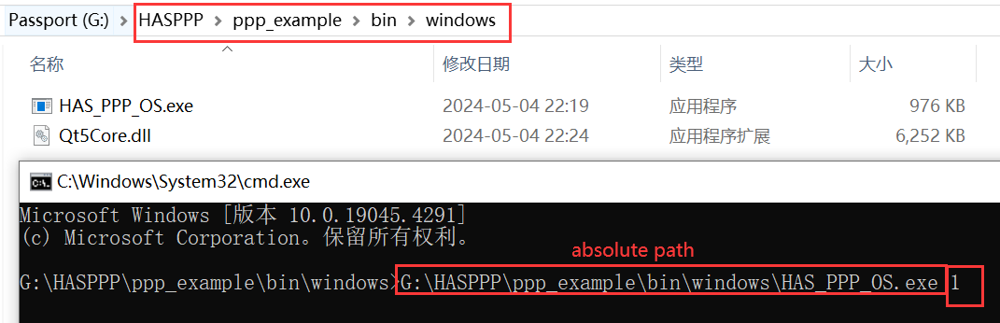 Passport (G:) > HASPPP > ppp_example > bin > windows
名称 修改日期 类型 大小
HAS_PPP_OS.exe 2024-05-04 22:19 应用程序 976 KB
Qt5Core.dll 2024-05-04 22:24 应用程序扩展 6,252 KB
C:\Windows\System32\cmd.exe
Microsoft Windows [版本 10.0.19045.4291]
(c) Microsoft Corporation。保留所有权利。
absolute path
G:\HASPPP\ppp_example\bin\windows>G:\HASPPP\ppp_example\bin\windows\HAS_PPP_OS.exe 1